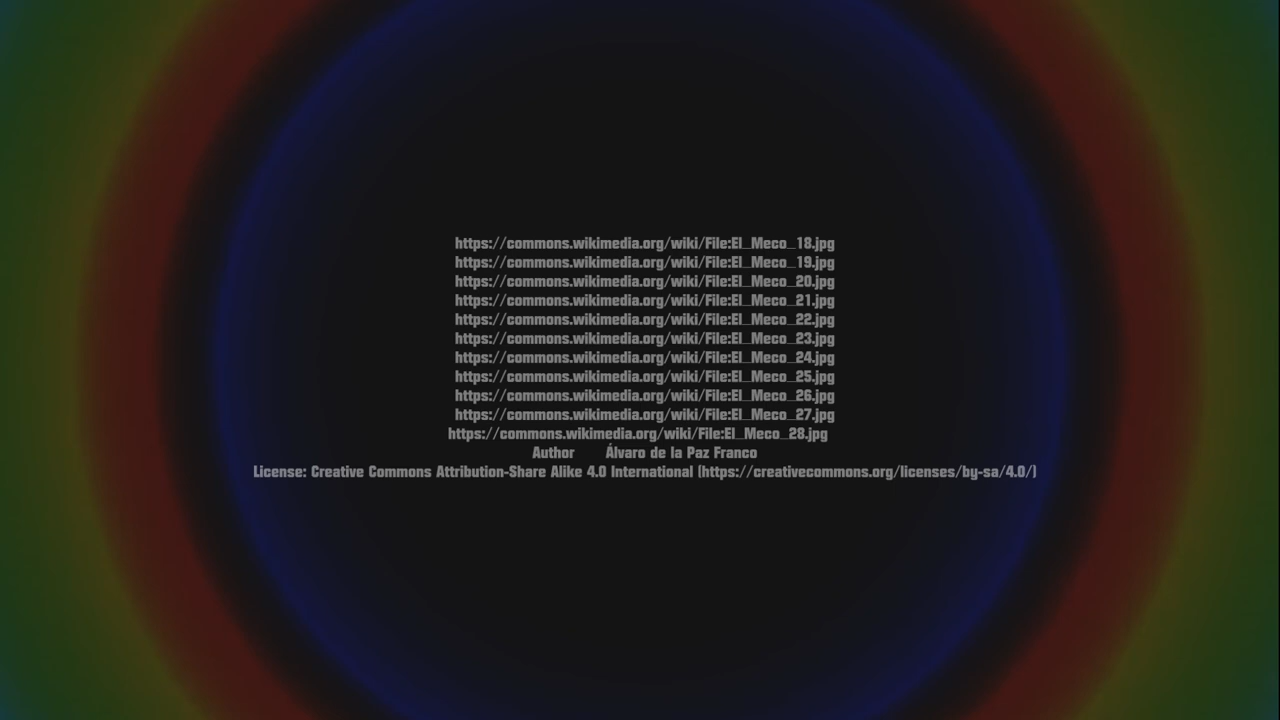 https://commons.wikimedia.org/wiki/File:El_Meco_18.jpg
https://commons.wikimedia.org/wiki/File:El_Meco_19.jpg
https://commons.wikimedia.org/wiki/File:El_Meco_20.jpg
https://commons.wikimedia.org/wiki/File:El_Meco_21.jpg
https://commons.wikimedia.org/wiki/File:El_Meco_22.jpg
https://commons.wikimedia.org/wiki/File:El_Meco_23.jpg
https://commons.wikimedia.org/wiki/File:El_Meco_24.jpg
https://commons.wikimedia.org/wiki/File:El_Meco_25.jpg
https://commons.wikimedia.org/wiki/File:El_Meco_26.jpg
https://commons.wikimedia.org/wiki/File:El_Meco_27.jpg
https://commons.wikimedia.org/wiki/File:El_Meco_28.jpg
Author Álvaro de la Paz Franco
License: Creative Commons Attribution-Share Alike 4.0 International (https://creativecommons.org/licenses/by-sa/4.0/)